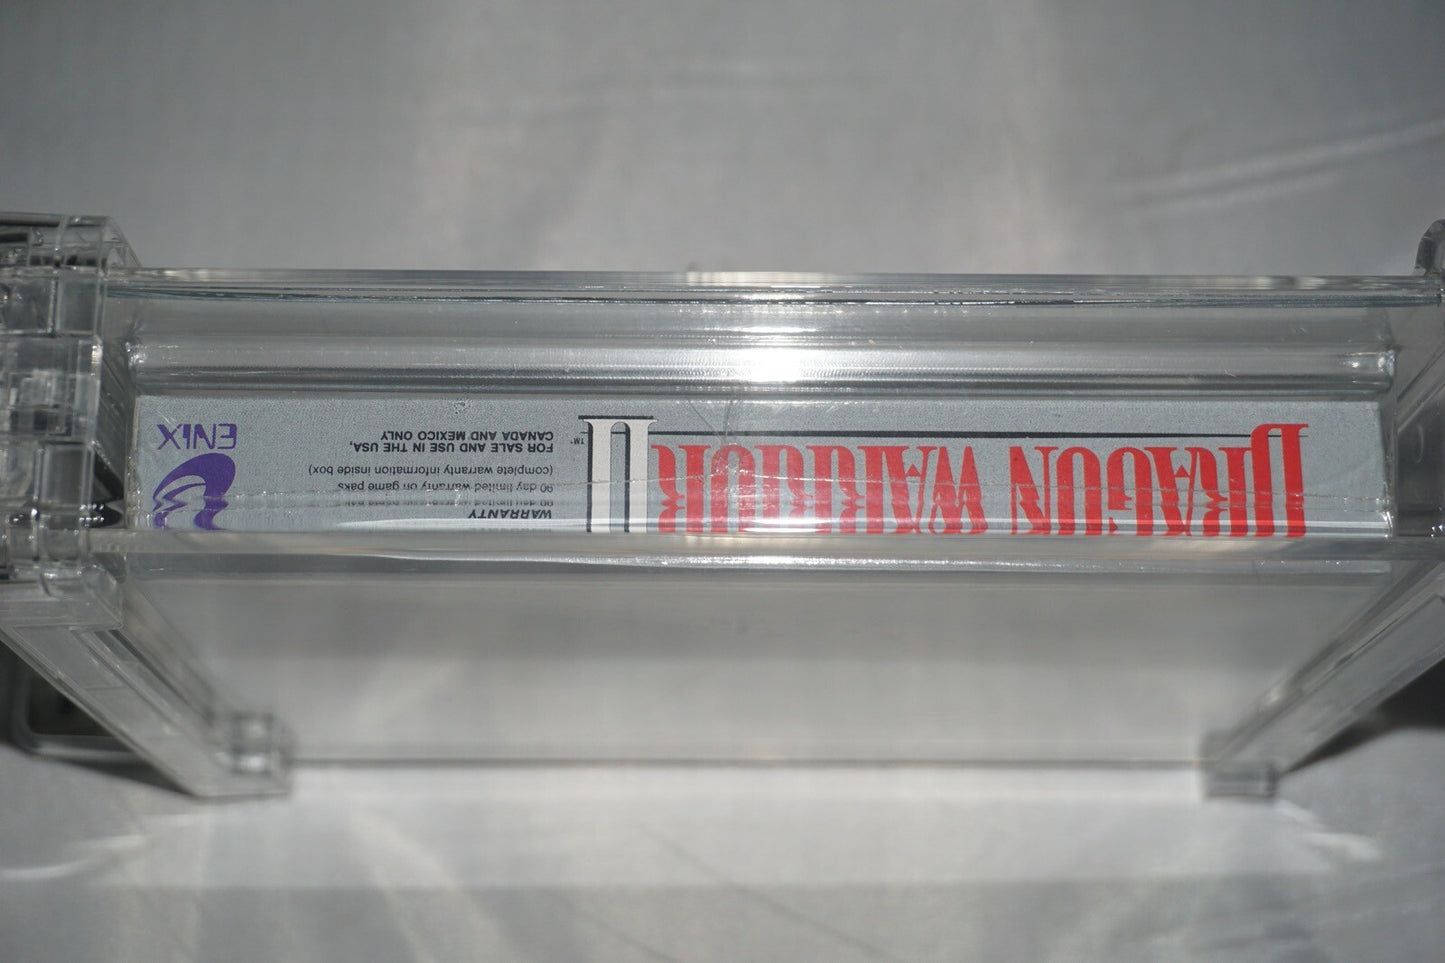 DRAGON WARRIOR II™
WARRANTY
90 day limited warranty on game paks
(complete warranty information inside box)
FOR SALE AND USE IN THE USA,
CANADA AND MEXICO ONLY
ENIX